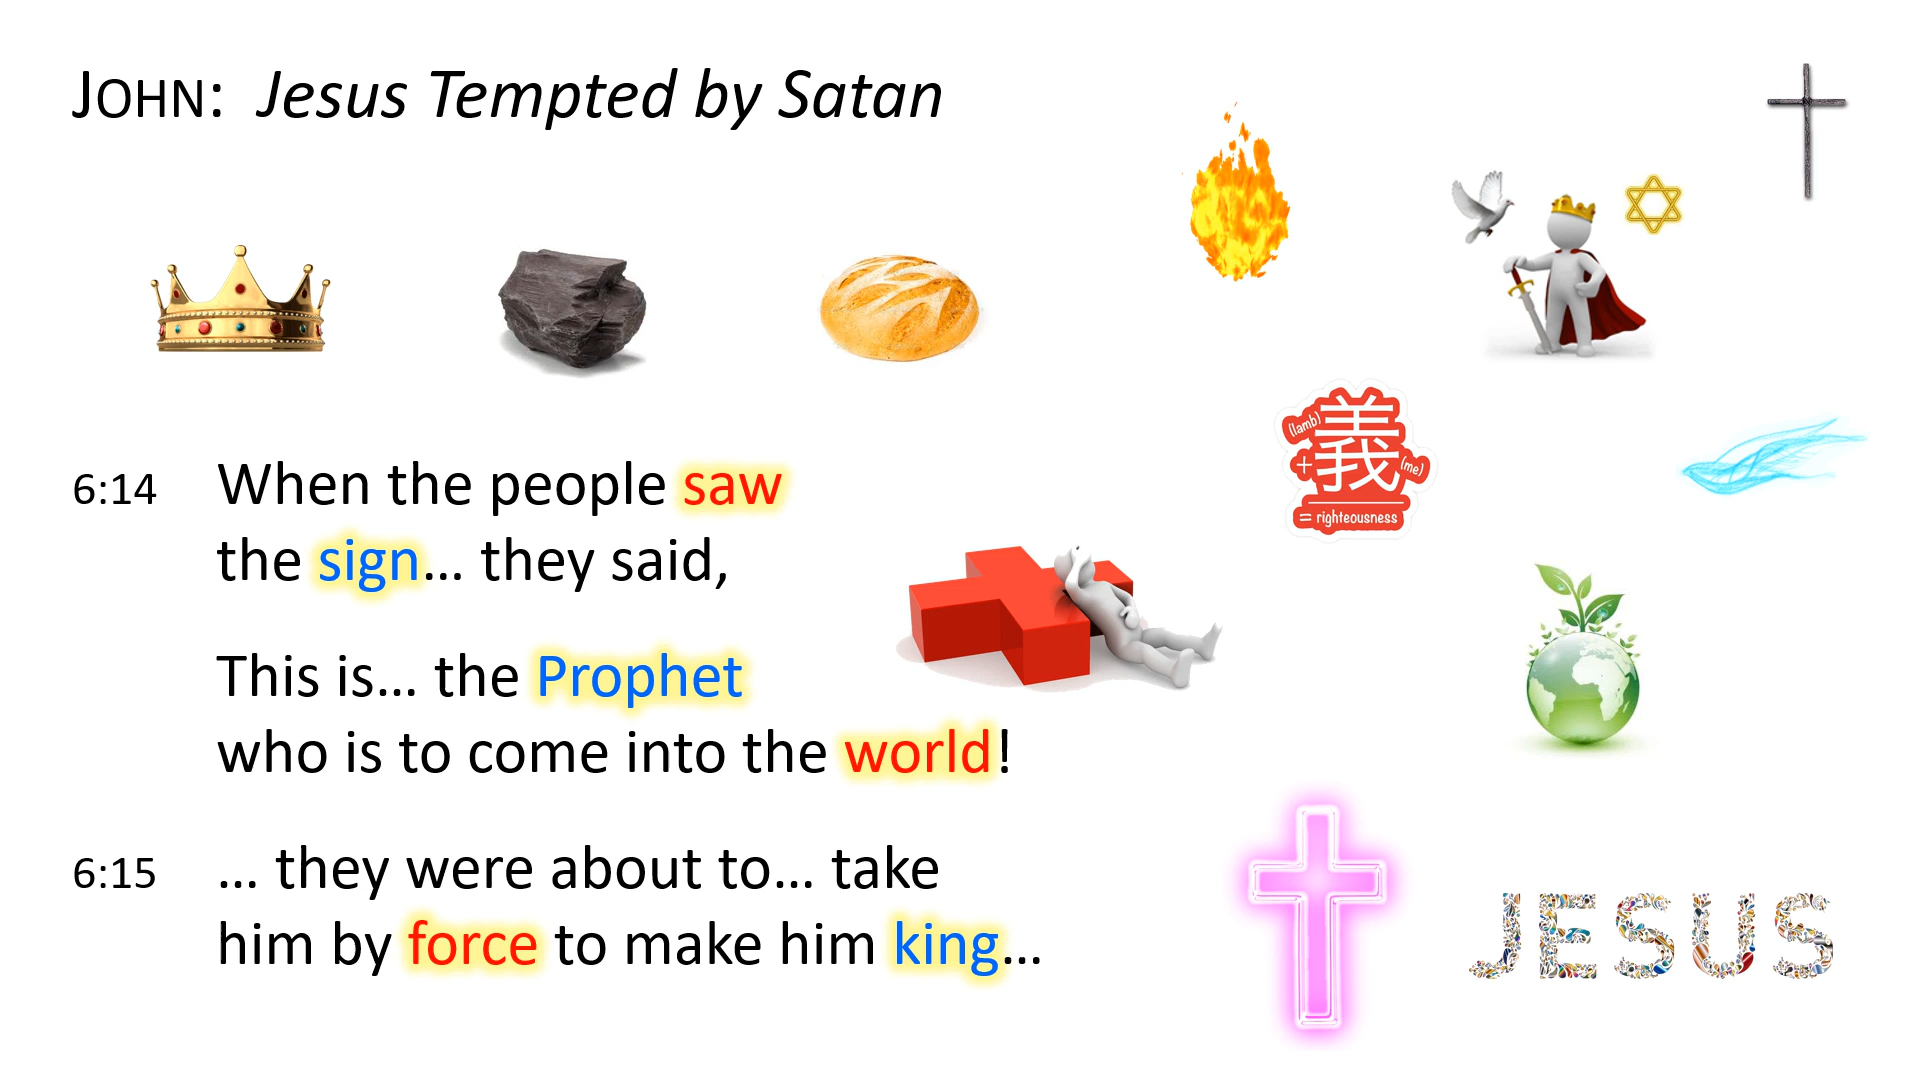 JOHN: Jesus Tempted by Satan
(lamb)
+ 義 (me)
= righteousness
6:14 When the people saw
the sign… they said,
This is… the Prophet
who is to come into the world!
6:15 … they were about to… take
him by force to make him king…
JESUS